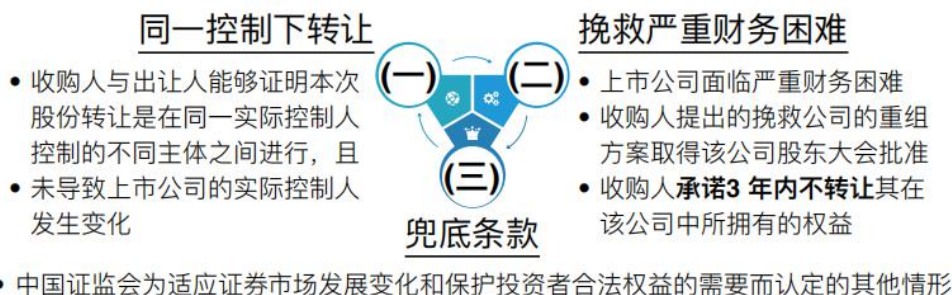 同一控制下转让
• 收购人与出让人能够证明本次
股份转让是在同一实际控制人
控制的不同主体之间进行，且
• 未导致上市公司的实际控制人
发生变化
(一)
(二)
(三)
挽救严重财务困难
• 上市公司面临严重财务困难
• 收购人提出的挽救公司的重组
方案取得该公司股东大会批准
• 收购人承诺3 年内不转让其在
该公司中所拥有的权益
兜底条款
• 中国证监会为适应证券市场发展变化和保护投资者合法权益的需要而认定的其他情形